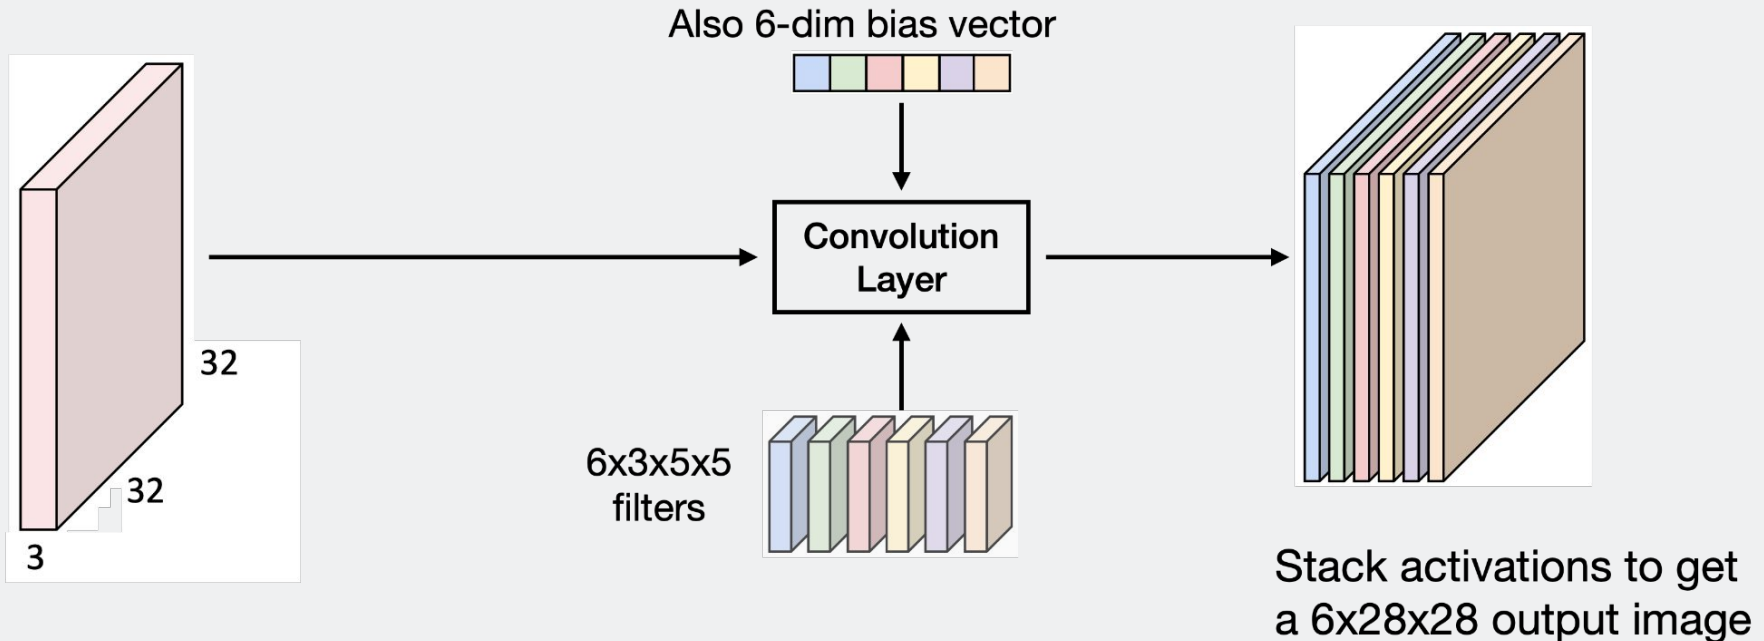 Also 6-dim bias vector
Convolution
Layer
32
32
3
6x3x5x5
filters
Stack activations to get
a 6x28x28 output image